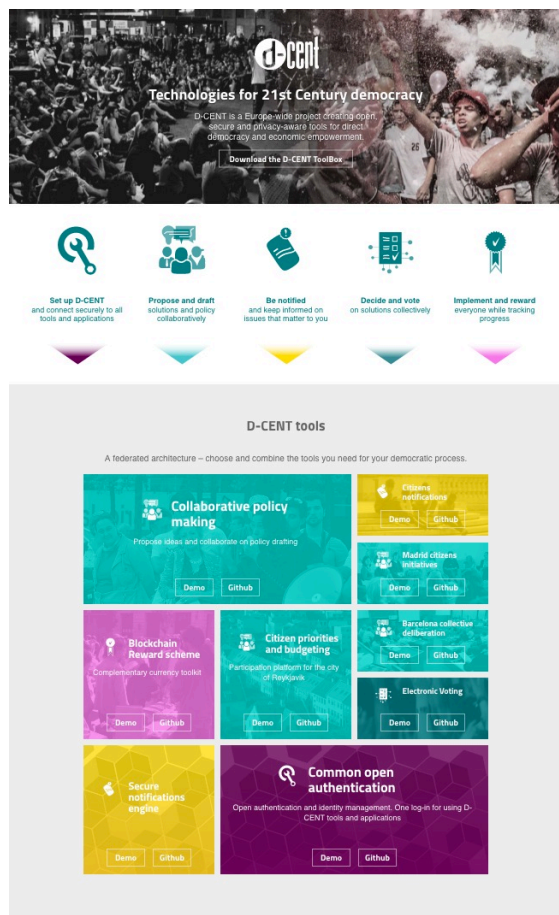 d-cent
Technologies for 21st Century democracy
D-CENT is a Europe-wide project creating open,
secure and privacy-aware tools for direct
democracy and economic empowerment.
Download the D-CENT ToolBox
26
Set up D-CENT
and connect securely to all
tools and applications
Propose and draft
solutions and policy
collaboratively
Be notified
and keep informed on
issues that matter to you
Decide and vote
on solutions collectively
Implement and reward
everyone while tracking
progress
D-CENT tools
A federated architecture – choose and combine the tools you need for your democratic process.
Collaborative policy
making
Propose ideas and collaborate on policy drafting
Demo Github
Citizens
notifications
Demo Github
Madrid citizens
initiatives
Demo Github
Blockchain
Reward scheme
Complementary currency toolkit
Demo Github
Citizen priorities
and budgeting
Participation platform for the city
of Reykjavik
Demo Github
Barcelona collective
deliberation
Demo Github
Electronic Voting
Demo Github
Secure
notifications
engine
Demo Github
Common open
authentication
Open authentication and identity management. One log-in for using D-
CENT tools and applications
Demo Github